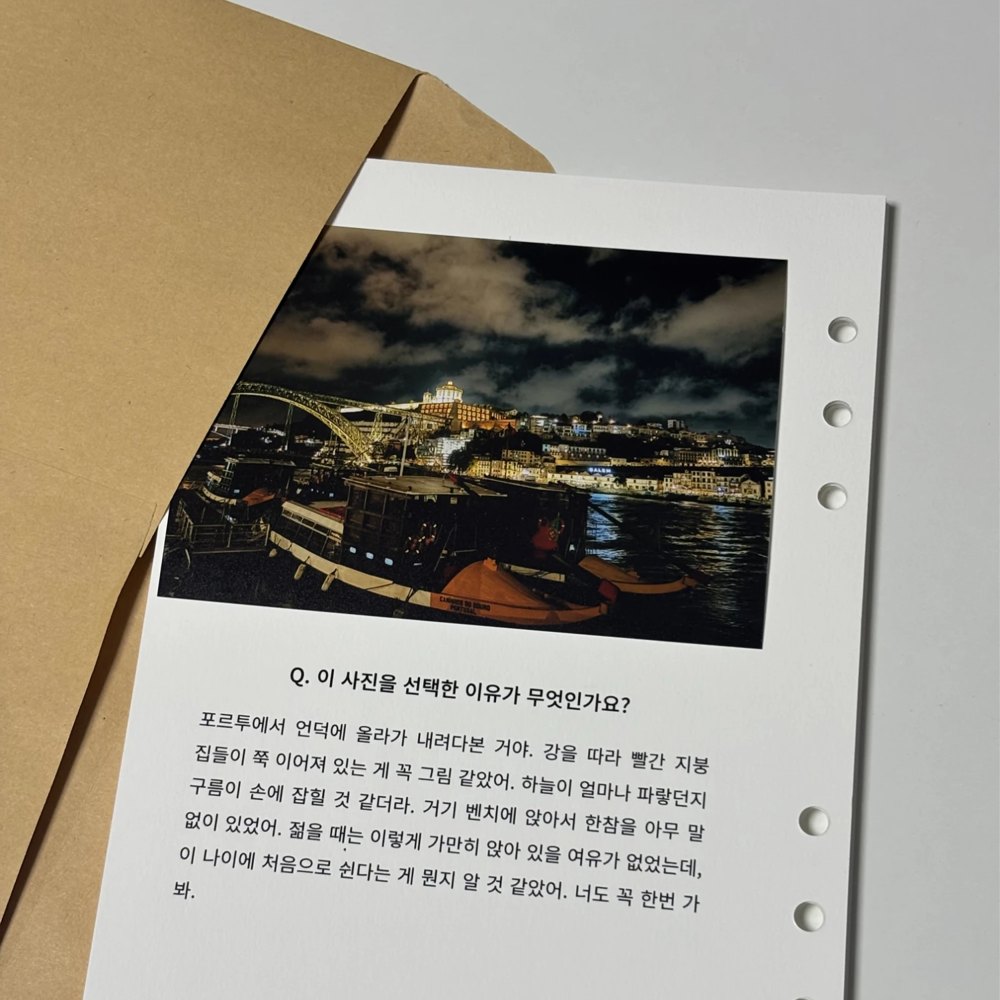 SALEM
CAMINHOS DO DOURO
PORTUGAL
Q. 이 사진을 선택한 이유가 무엇인가요?
포르투에서 언덕에 올라가 내려다본 거야. 강을 따라 빨간 지붕
집들이 쭉 이어져 있는 게 꼭 그림 같았어. 하늘이 얼마나 파랗던지
구름이 손에 잡힐 것 같더라. 거기 벤치에 앉아서 한참을 아무 말
없이 있었어. 젊을 때는 이렇게 가만히 앉아 있을 여유가 없었는데,
이 나이에 처음으로 쉰다는 게 뭔지 알 것 같았어. 너도 꼭 한번 가
봐.